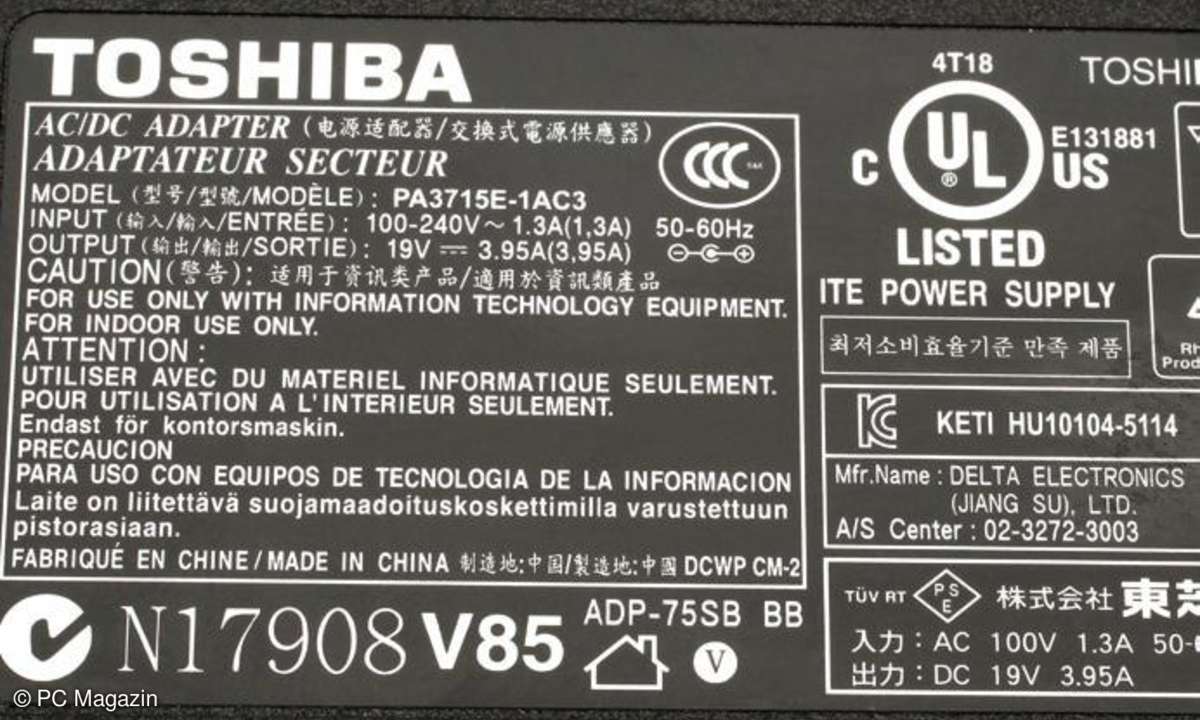 TOSHIBA
AC/DC ADAPTER (电源适配器/交換式電源供應器)
ADAPTATEUR SECTEUR
MODEL (型号/型號/MODÈLE) : PA3715E-1AC3
INPUT (输入/輸入/ENTRÉE) : 100-240V ~ 1.3A(1,3A) 50-60Hz
OUTPUT (输出/輸出/SORTIE) : 19V ⎓ 3.95A(3,95A)
CAUTION (警告) : 适用于资讯类产品/適用於資訊類產品
FOR USE ONLY WITH INFORMATION TECHNOLOGY EQUIPMENT.
FOR INDOOR USE ONLY.
ATTENTION :
UTILISER AVEC DU MATERIEL INFORMATIQUE SEULEMENT.
POUR UTILISATION A L'INTERIEUR SEULEMENT.
Endast för kontorsmaskin.
PRECAUCION
PARA USO CON EQUIPOS DE TECNOLOGIA DE LA INFORMACION
Laite on liitettävä suojamaadoituskoskettimilla varustettuun
pistorasiaan.
FABRIQUÉ EN CHINE / MADE IN CHINA 制造地:中国/製造地:中國 DCWP CM-2
CCC
N17908 V85
ADP-75SB BB
V
4T18
C UL ® US
E131881
LISTED
ITE POWER SUPPLY
최저소비효율기준 만족 제품
KETI HU10104-5114
Mfr.Name : DELTA ELECTRONICS
(JIANG SU), LTD.
A/S Center : 02-3272-3003
TÜV RT PSE 株式会社 東芝
入力 : AC 100V 1.3A 50-
出力 : DC 19V 3.95A
© PC Magazin